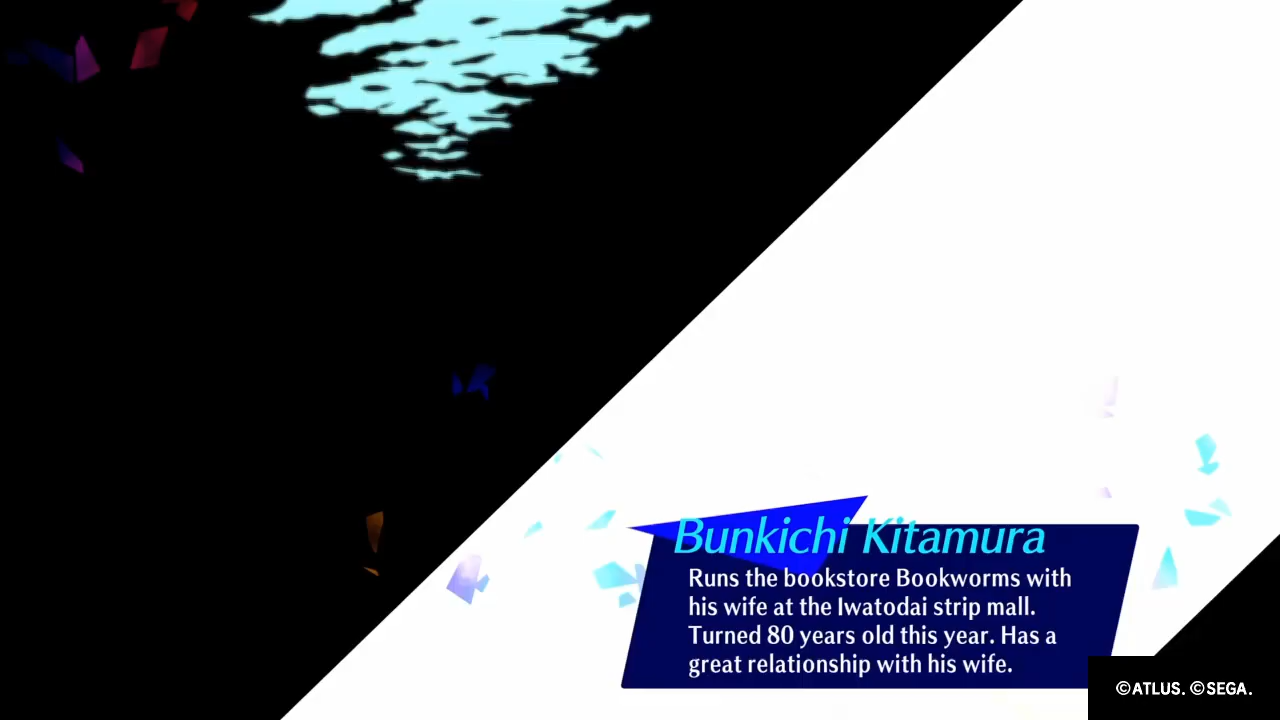 Bunkichi Kitamura
Runs the bookstore Bookworms with
his wife at the Iwatodai strip mall.
Turned 80 years old this year. Has a
great relationship with his wife.
©ATLUS. ©SEGA.